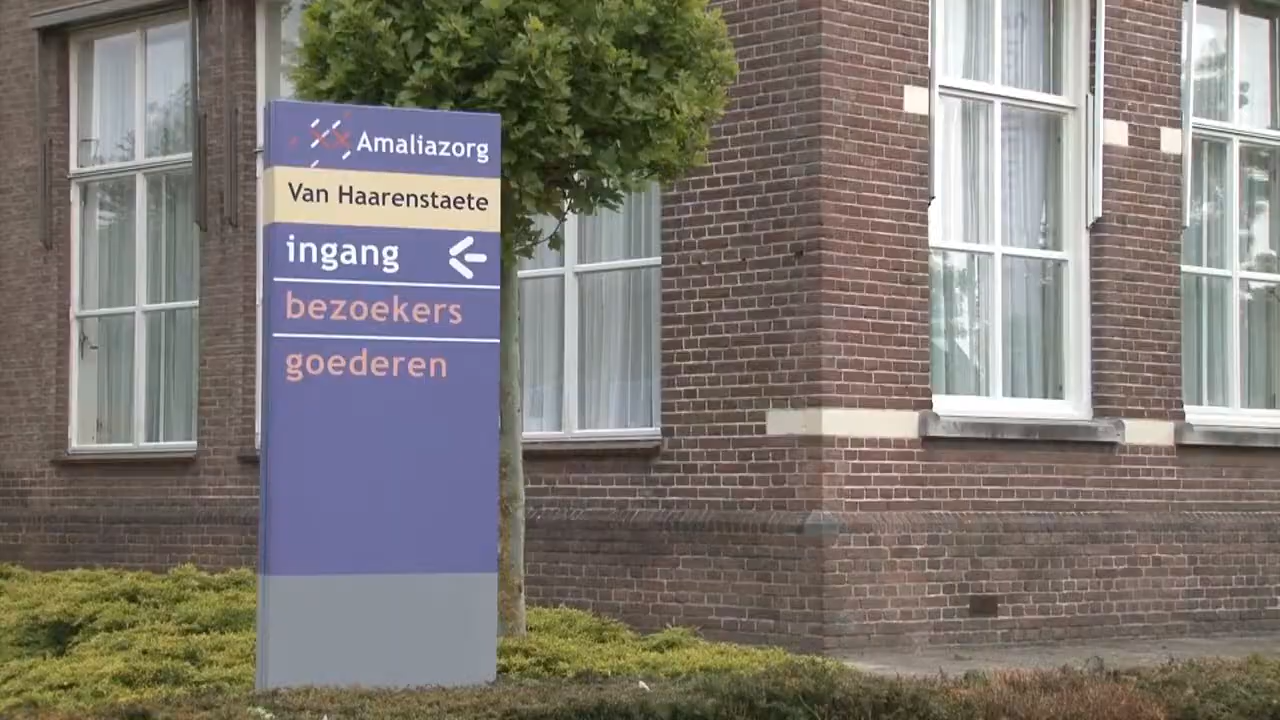 Amaliazorg
Van Haarenstaete
ingang
bezoekers
goederen